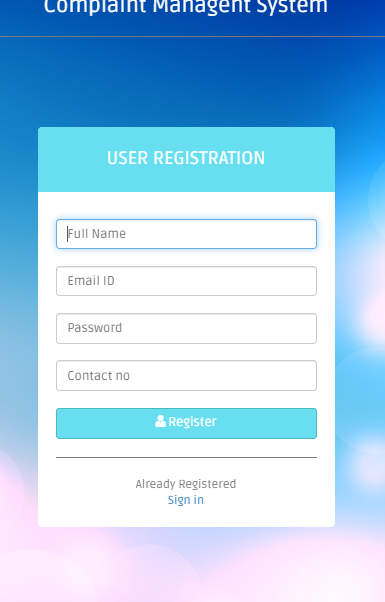 Complaint Managent System
USER REGISTRATION
Full Name
Email ID
Password
Contact no
Register
Already Registered
Sign in